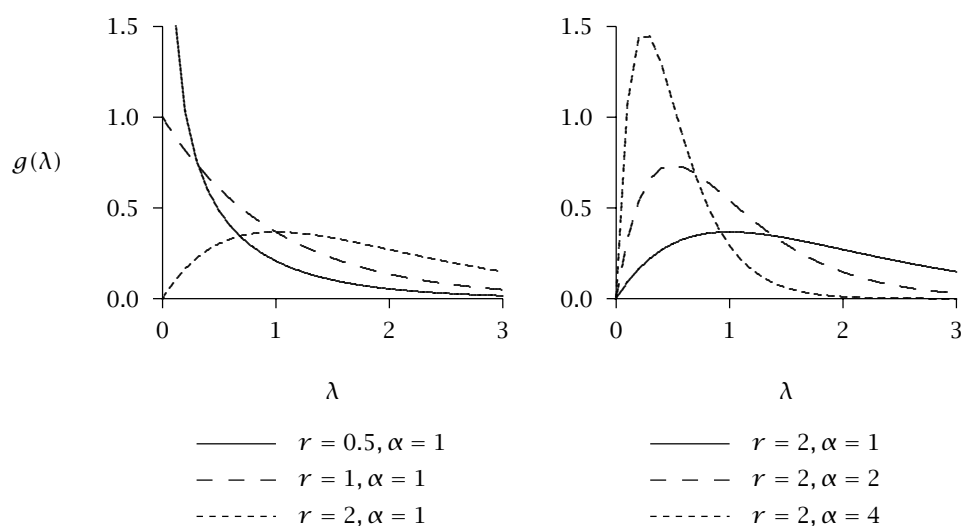 1.5
1.0
0.5
0.0
g(λ)
0 1 2 3
λ
r = 0.5, α = 1
r = 1, α = 1
r = 2, α = 1
1.5
1.0
0.5
0.0
0 1 2 3
λ
r = 2, α = 1
r = 2, α = 2
r = 2, α = 4